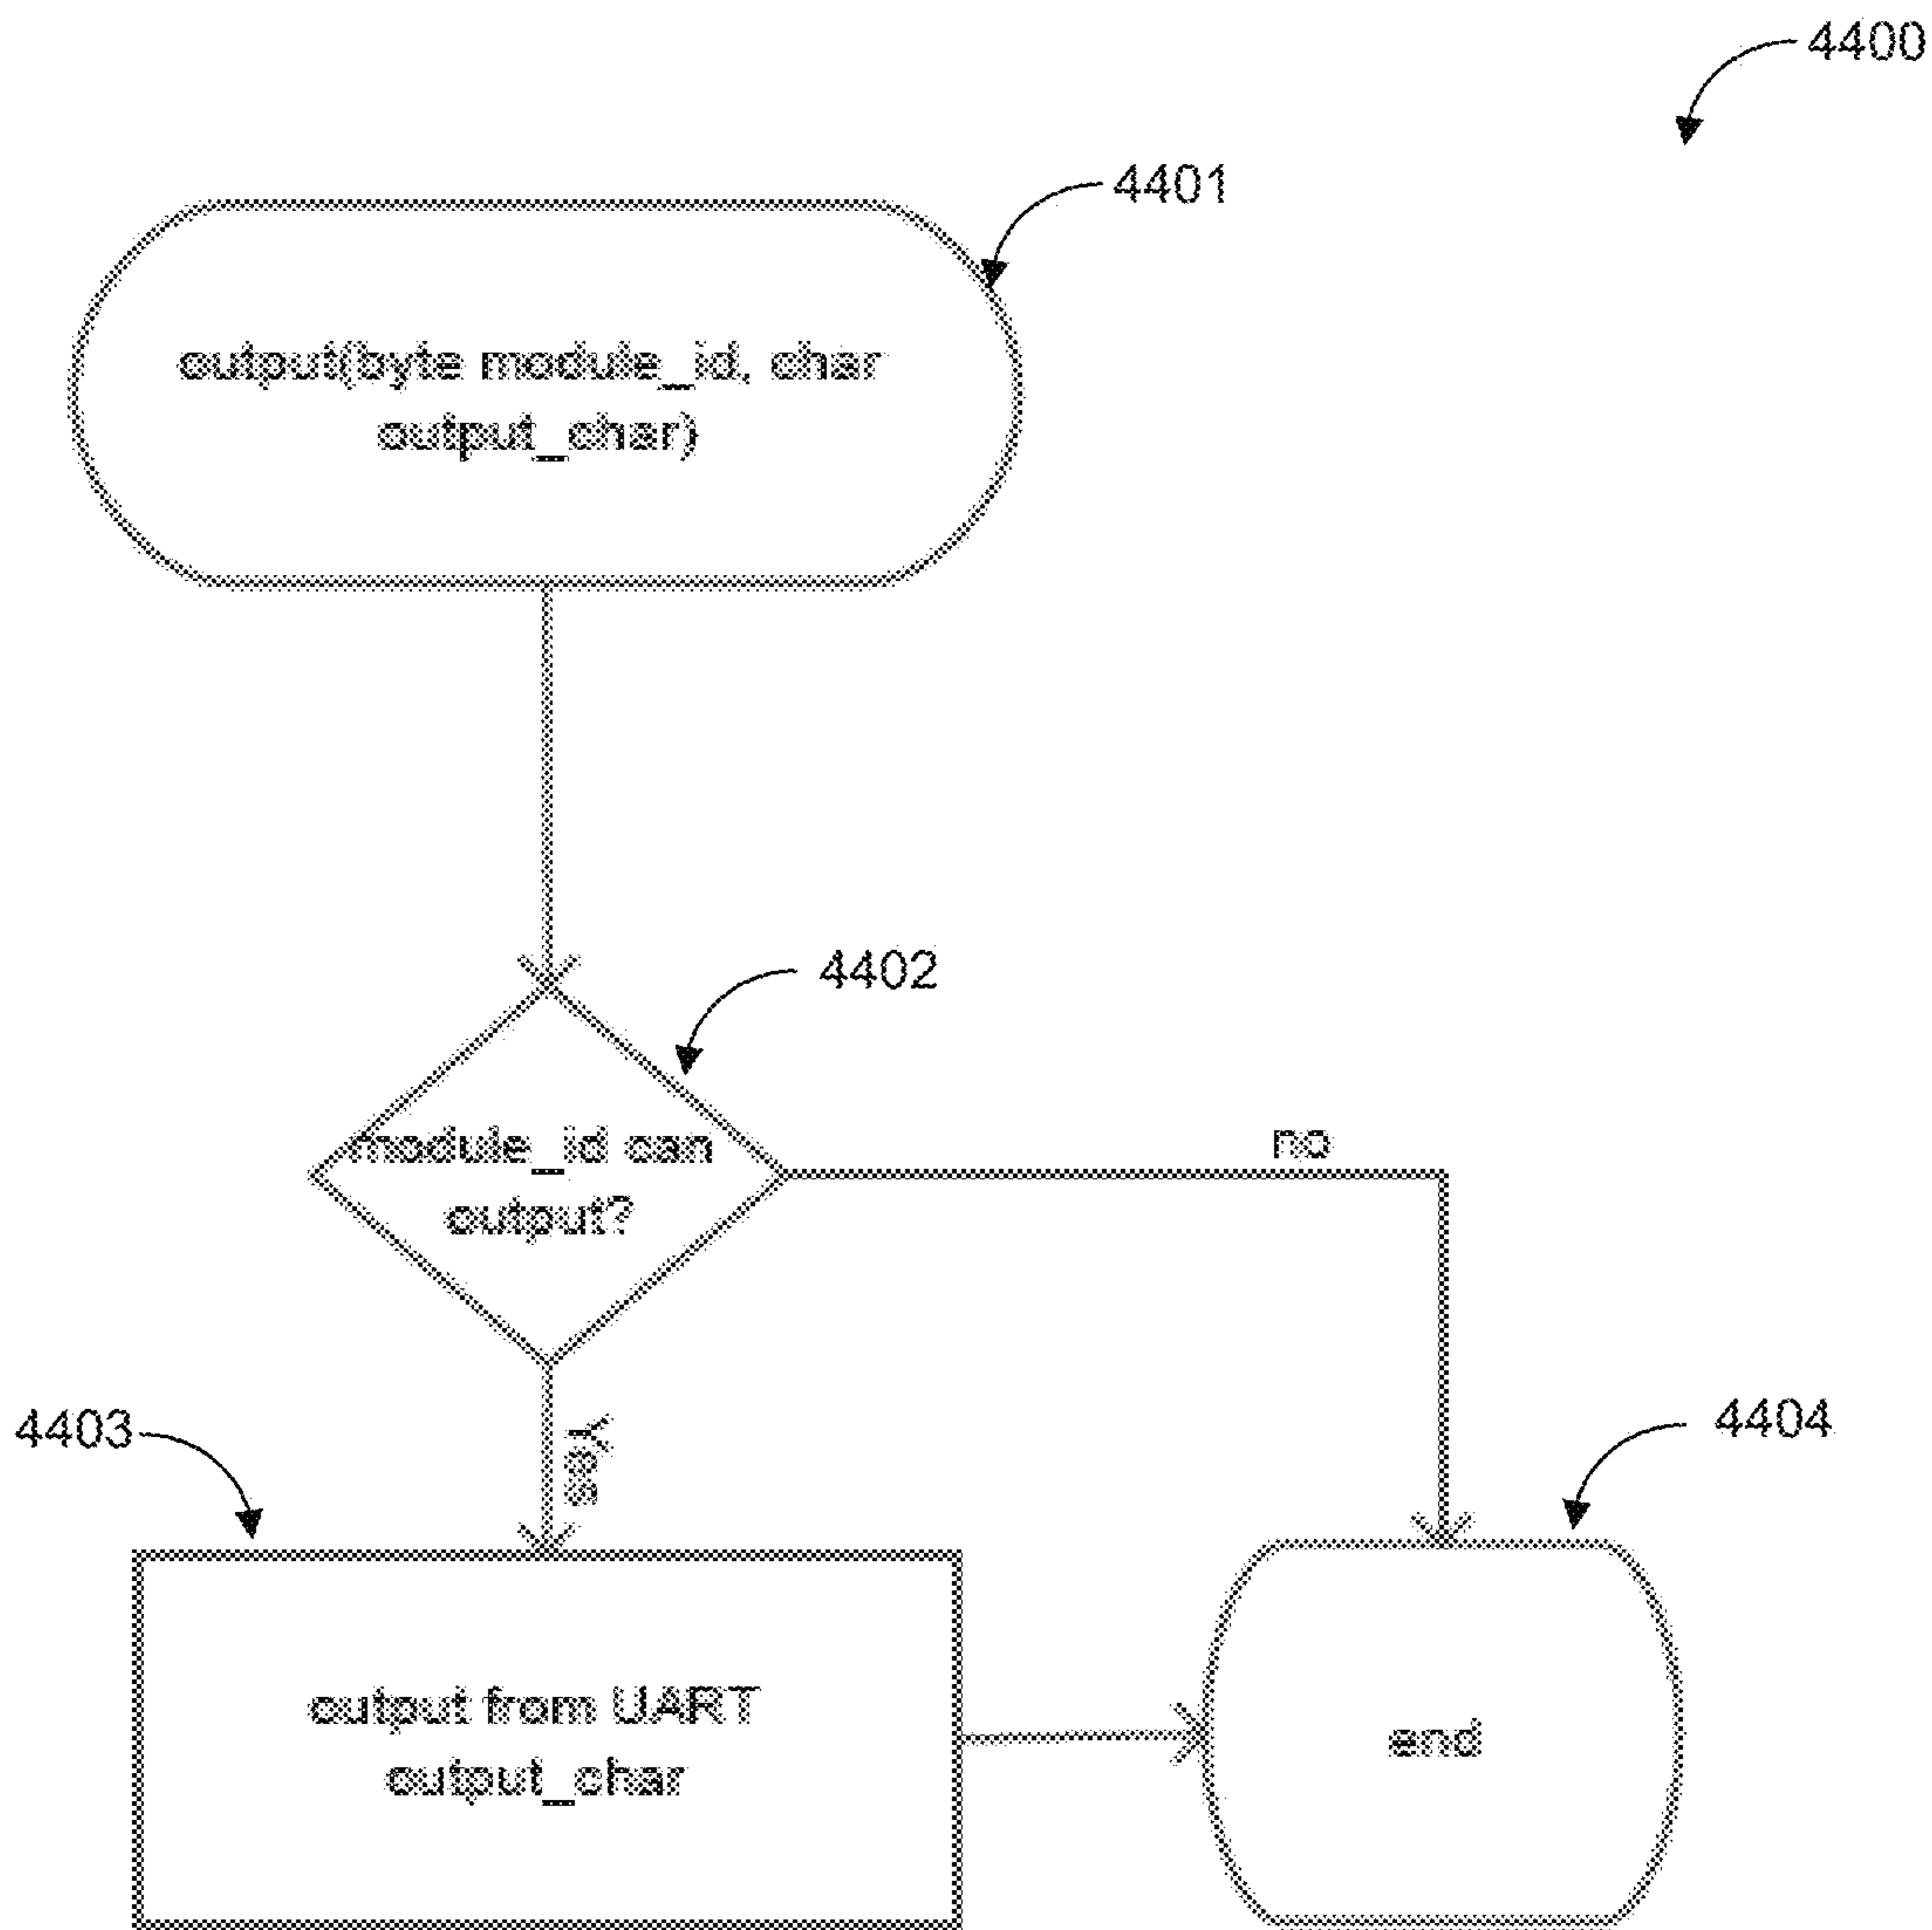 4400
4401
output(byte module_id, char
output_char)
4402
module_id can
output?
no
Yes
4403
4404
output from UART
output_char
end